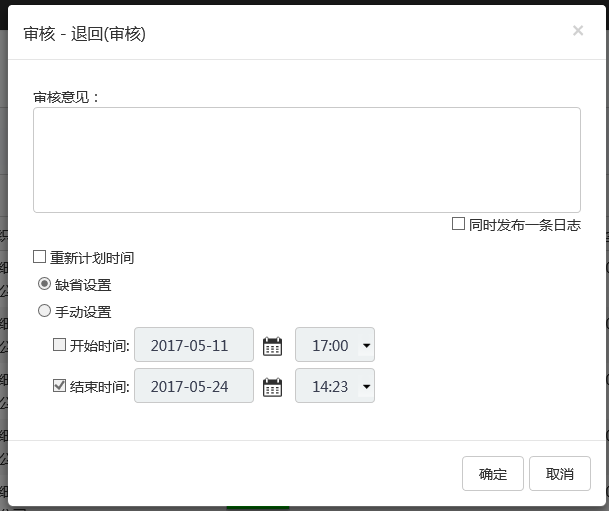 审核 - 退回(审核)
×
审核意见：
同时发布一条日志
重新计划时间
缺省设置
手动设置
开始时间: 2017-05-11 17:00
结束时间: 2017-05-24 14:23
确定 取消